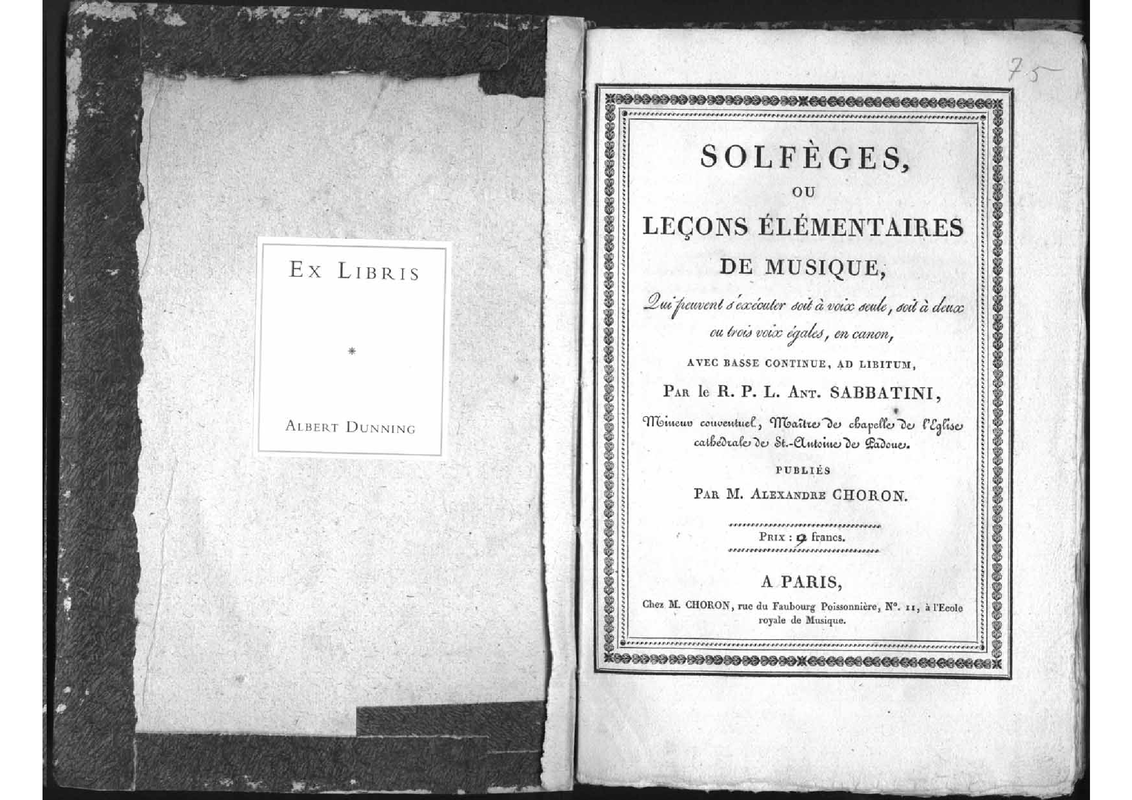 EX LIBRIS
ALBERT DUNNING
75
SOLFÈGES,
OU
LEÇONS ÉLÉMENTAIRES
DE MUSIQUE,
Qui peuvent s'exécuter soit à voix seule, soit à deux
ou trois voix égales, en canon,
AVEC BASSE CONTINUE, AD LIBITUM,
PAR le R. P. L. ANT. SABBATINI,
Mineur conventuel, Maître de chapelle de l'Eglise
cathédrale de St.-Antoine de Padoue.
PUBLIÉS
PAR M. ALEXANDRE CHORON.
PRIX : 9 francs.
A PARIS,
Chez M. CHORON, rue du Faubourg Poissonnière, Nº. 11, à l'Ecole
royale de Musique.